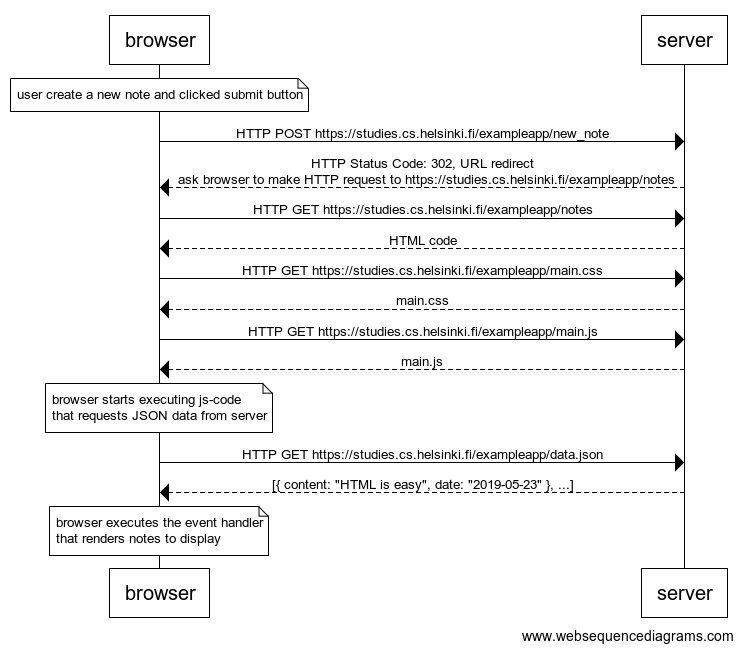 browser
server
user create a new note and clicked submit button
HTTP POST https://studies.cs.helsinki.fi/exampleapp/new_note
HTTP Status Code: 302, URL redirect
ask browser to make HTTP request to https://studies.cs.helsinki.fi/exampleapp/notes
HTTP GET https://studies.cs.helsinki.fi/exampleapp/notes
HTML code
HTTP GET https://studies.cs.helsinki.fi/exampleapp/main.css
main.css
HTTP GET https://studies.cs.helsinki.fi/exampleapp/main.js
main.js
browser starts executing js-code
that requests JSON data from server
HTTP GET https://studies.cs.helsinki.fi/exampleapp/data.json
[{ content: "HTML is easy", date: "2019-05-23" }, ...]
browser executes the event handler
that renders notes to display
browser
server
www.websequencediagrams.com